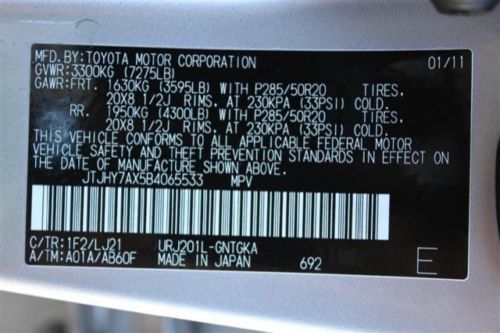 MFD.BY:TOYOTA MOTOR CORPORATION 01/11
GVWR:3300KG (7275LB)
GAWR:FRT. 1630KG (3595LB) WITH P285/50R20 TIRES.
20X8 1/2J RIMS. AT 230KPA (33PSI) COLD.
RR. 1950KG (4300LB) WITH P285/50R20 TIRES.
20X8 1/2J RIMS. AT 230KPA (33PSI) COLD.
THIS VEHICLE CONFORMS TO ALL APPLICABLE FEDERAL MOTOR
VEHICLE SAFETY AND THEFT PREVENTION STANDARDS IN EFFECT
ON THE DATE OF MANUFACTURE SHOWN ABOVE.
JTJHY7AX5B4065533 MPV
C/TR:1F2/LJ21 URJ201L-GNTGKA
A/TM:A01A/AB60F MADE IN JAPAN 692 E